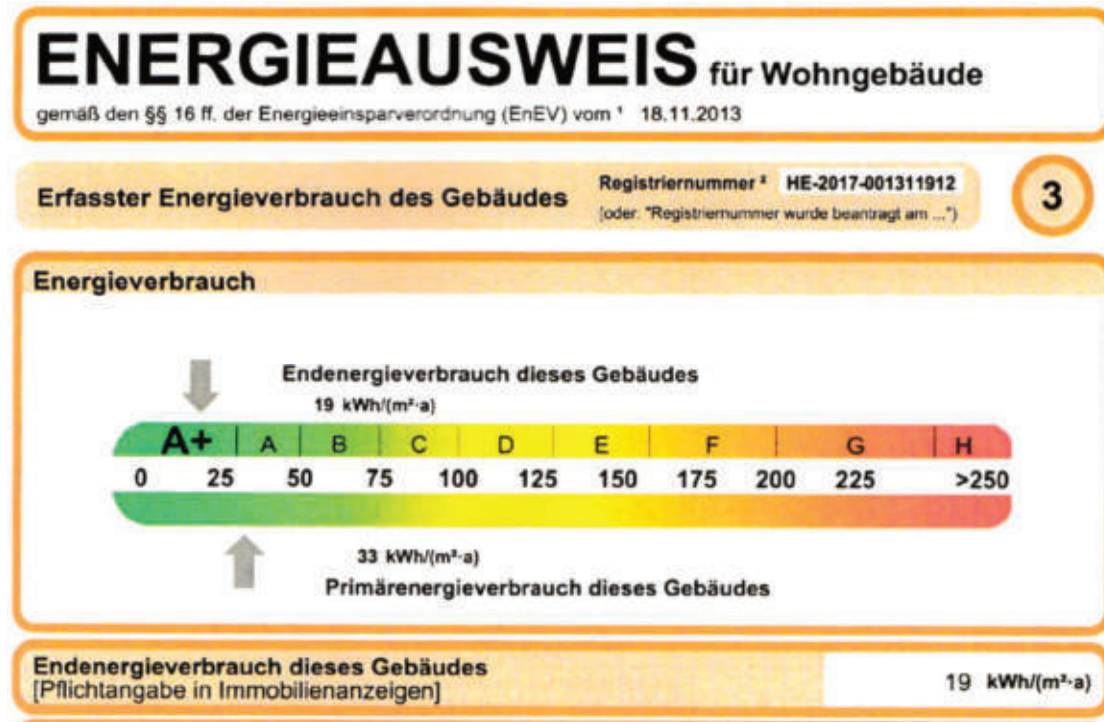 ENERGIEAUSWEIS für Wohngebäude
gemäß den §§ 16 ff. der Energieeinsparverordnung (EnEV) vom ¹ 18.11.2013
Erfasster Energieverbrauch des Gebäudes
Registriernummer ² HE-2017-001311912
(oder: "Registriernummer wurde beantragt am ...")
3
Energieverbrauch
Endenergieverbrauch dieses Gebäudes
19 kWh/(m²·a)
A+ A B C D E F G H
0 25 50 75 100 125 150 175 200 225 >250
33 kWh/(m²·a)
Primärenergieverbrauch dieses Gebäudes
Endenergieverbrauch dieses Gebäudes
[Pflichtangabe in Immobilienanzeigen]
19 kWh/(m²·a)